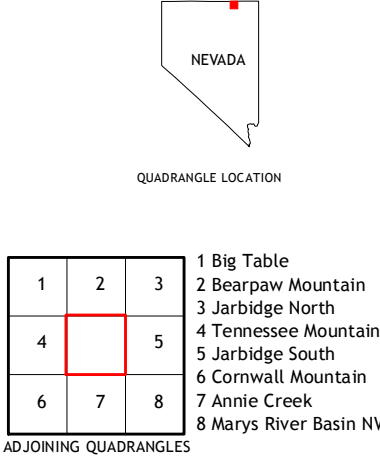 NEVADA
QUADRANGLE LOCATION
1 2 3
4 5
6 7 8
ADJOINING QUADRANGLES
1 Big Table
2 Bearpaw Mountain
3 Jarbidge North
4 Tennessee Mountain
5 Jarbidge South
6 Cornwall Mountain
7 Annie Creek
8 Marys River Basin NW